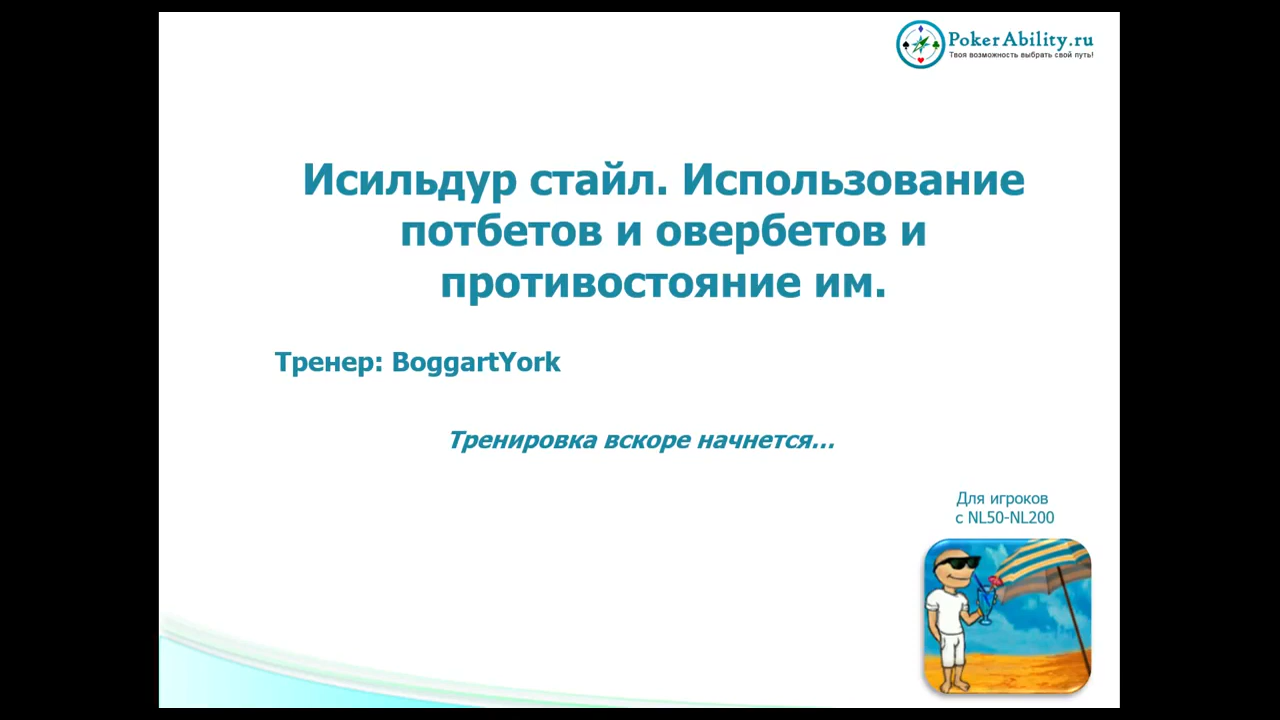 PokerAbility.ru
Твоя возможность выбрать свой путь!
Исильдур стайл. Использование
потбетов и овербетов и
противостояние им.
Тренер: BoggartYork
Тренировка вскоре начнется...
Для игроков
с NL50-NL200